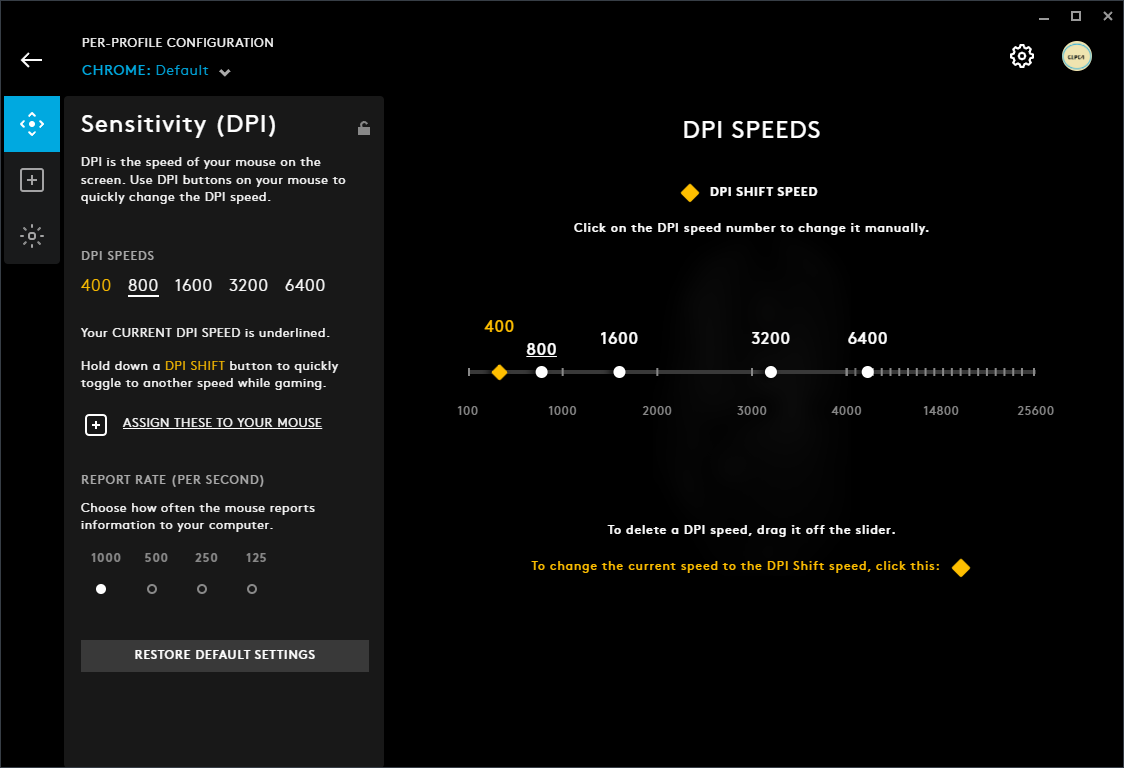 PER-PROFILE CONFIGURATION
CHROME: Default
Sensitivity (DPI)
DPI is the speed of your mouse on the
screen. Use DPI buttons on your mouse to
quickly change the DPI speed.
DPI SPEEDS
400 800 1600 3200 6400
Your CURRENT DPI SPEED is underlined.
Hold down a DPI SHIFT button to quickly
toggle to another speed while gaming.
ASSIGN THESE TO YOUR MOUSE
REPORT RATE (PER SECOND)
Choose how often the mouse reports
information to your computer.
1000 500 250 125
RESTORE DEFAULT SETTINGS
DPI SPEEDS
DPI SHIFT SPEED
Click on the DPI speed number to change it manually.
400 800 1600 3200 6400
100 1000 2000 3000 4000 14800 25600
To delete a DPI speed, drag it off the slider.
To change the current speed to the DPI Shift speed, click this: